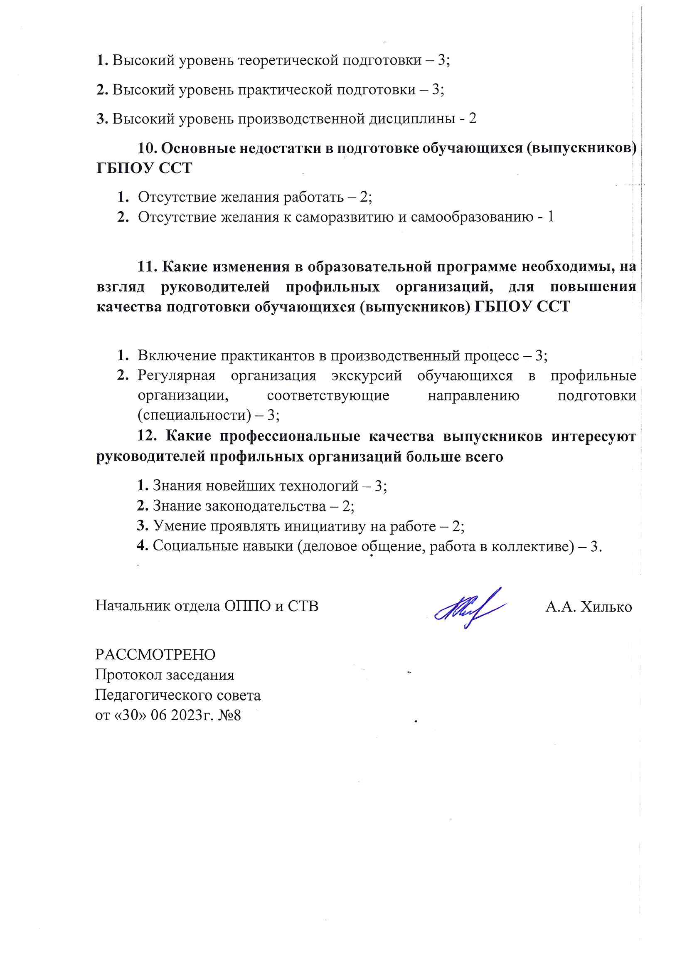 1. Высокий уровень теоретической подготовки – 3;
2. Высокий уровень практической подготовки – 3;
3. Высокий уровень производственной дисциплины - 2
10. Основные недостатки в подготовке обучающихся (выпускников)
ГБПОУ ССТ
1. Отсутствие желания работать – 2;
2. Отсутствие желания к саморазвитию и самообразованию - 1
11. Какие изменения в образовательной программе необходимы, на
взгляд руководителей профильных организаций, для повышения
качества подготовки обучающихся (выпускников) ГБПОУ ССТ
1. Включение практикантов в производственный процесс – 3;
2. Регулярная организация экскурсий обучающихся в профильные
организации, соответствующие направлению подготовки
(специальности) – 3;
12. Какие профессиональные качества выпускников интересуют
руководителей профильных организаций больше всего
1. Знания новейших технологий – 3;
2. Знание законодательства – 2;
3. Умение проявлять инициативу на работе – 2;
4. Социальные навыки (деловое общение, работа в коллективе) – 3.
Начальник отдела ОППО и СТВ А.А. Хилько
РАССМОТРЕНО
Протокол заседания
Педагогического совета
от «30» 06 2023г. №8